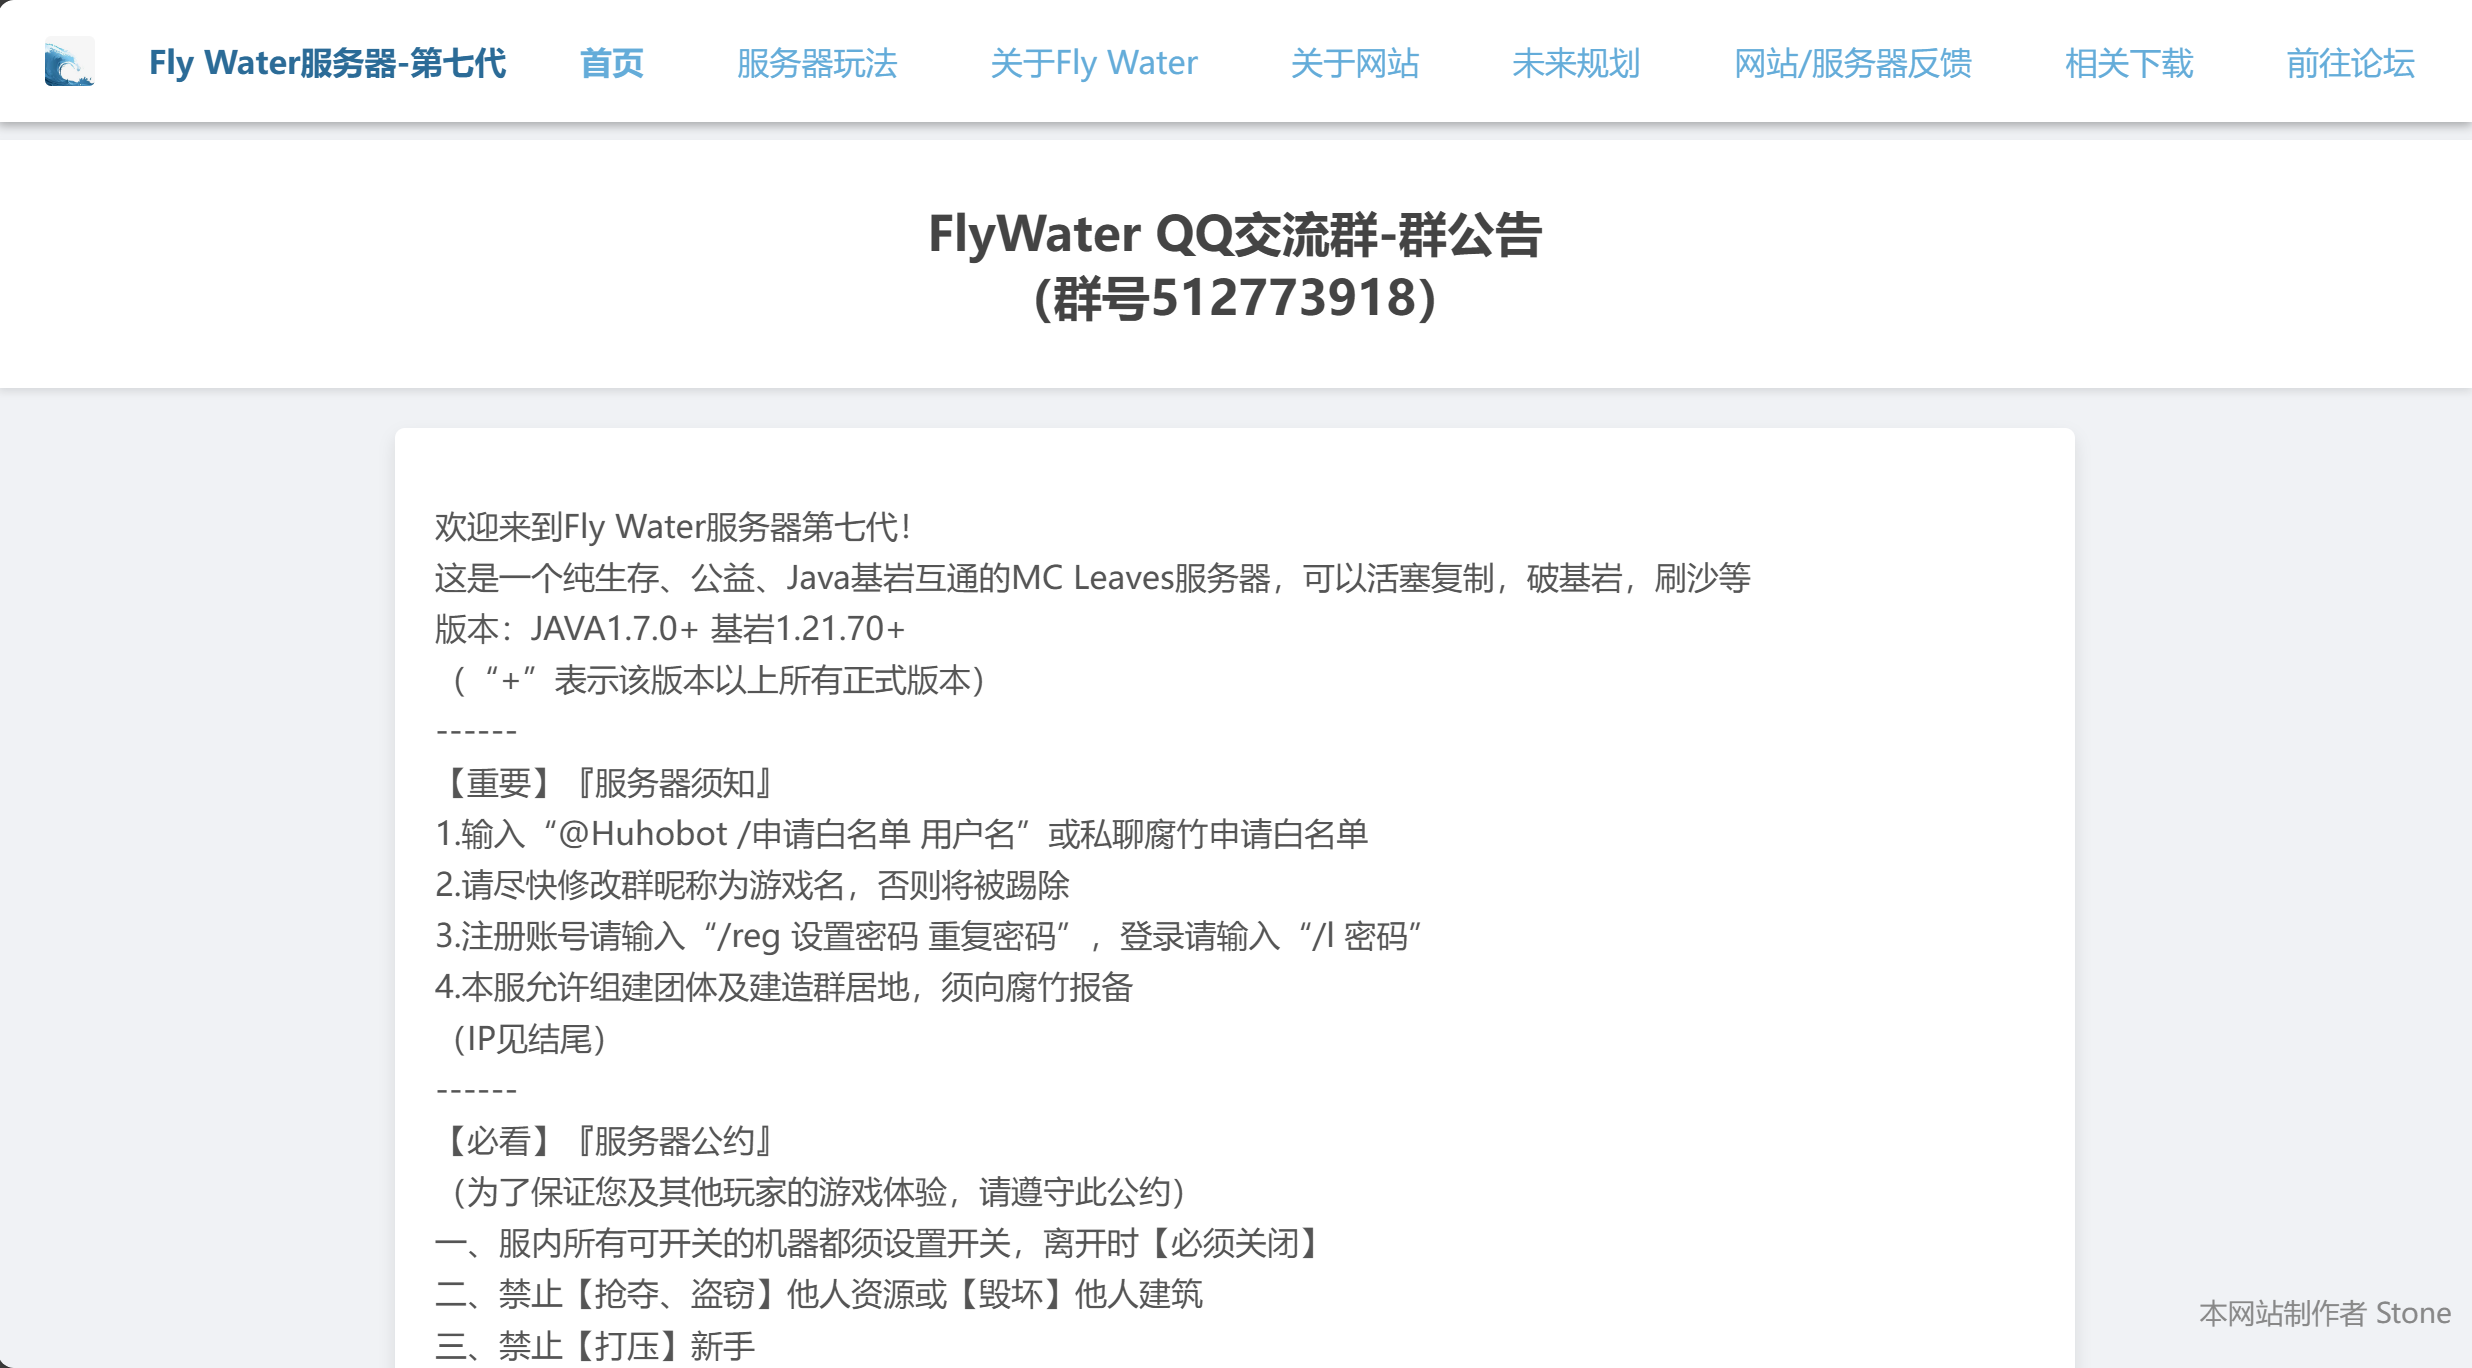 Fly Water服务器-第七代
首页
服务器玩法
关于Fly Water
关于网站
未来规划
网站/服务器反馈
相关下载
前往论坛
FlyWater QQ交流群-群公告
(群号512773918)
欢迎来到Fly Water服务器第七代！
这是一个纯生存、公益、Java基岩互通的MC Leaves服务器，可以活塞复制，破基岩，刷沙等
版本：JAVA1.7.0+ 基岩1.21.70+
（“+”表示该版本以上所有正式版本）
------
【重要】『服务器须知』
1.输入“@Huhobot /申请白名单 用户名”或私聊腐竹申请白名单
2.请尽快修改群昵称为游戏名，否则将被踢除
3.注册账号请输入“/reg 设置密码 重复密码”，登录请输入“/l 密码”
4.本服允许组建团体及建造群居地，须向腐竹报备
（IP见结尾）
------
【必看】『服务器公约』
（为了保证您及其他玩家的游戏体验，请遵守此公约）
一、服内所有可开关的机器都须设置开关，离开时【必须关闭】
二、禁止【抢夺、盗窃】他人资源或【毁坏】他人建筑
三、禁止【打压】新手
本网站制作者 Stone